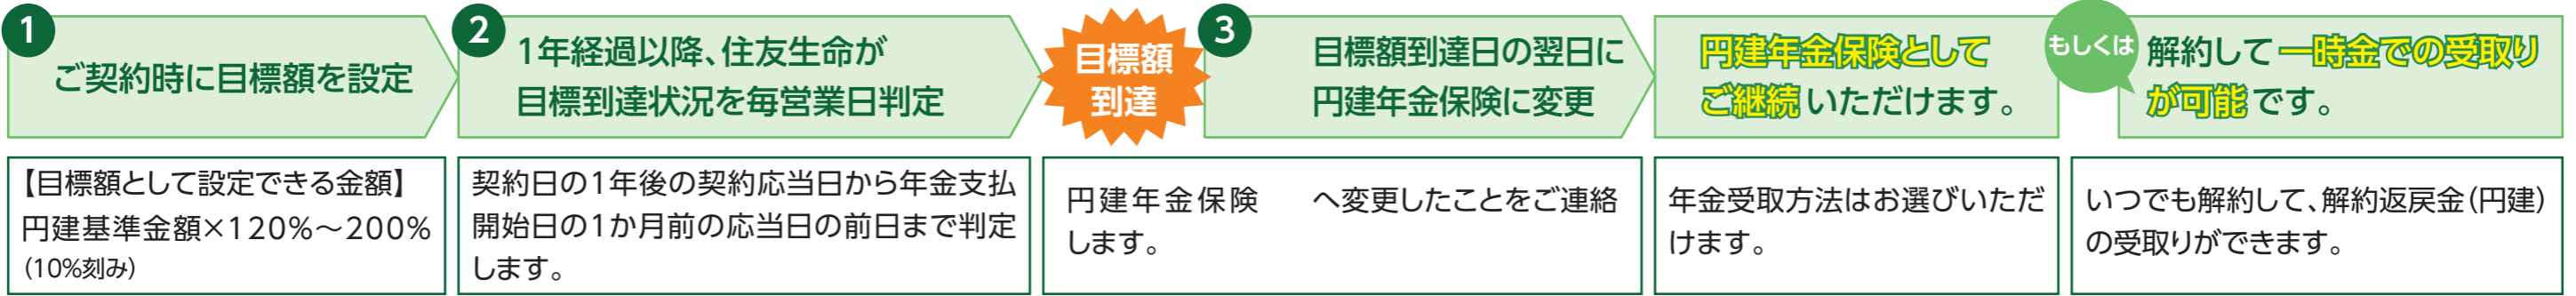 1
ご契約時に目標額を設定
【目標額として設定できる金額】
円建基準金額×120%～200%
（10%刻み）
2
1年経過以降、住友生命が
目標到達状況を毎営業日判定
契約日の1年後の契約応当日から年金支払
開始日の1か月前の応当日の前日まで判定
します。
目標額
到達
3
目標額到達日の翌日に
円建年金保険に変更
円建年金保険 へ変更したことをご連絡
します。
円建年金保険として
ご継続いただけます。
年金受取方法はお選びいただ
けます。
もしくは
解約して一時金での受取り
が可能です。
いつでも解約して、解約返戻金（円建）
の受取りができます。